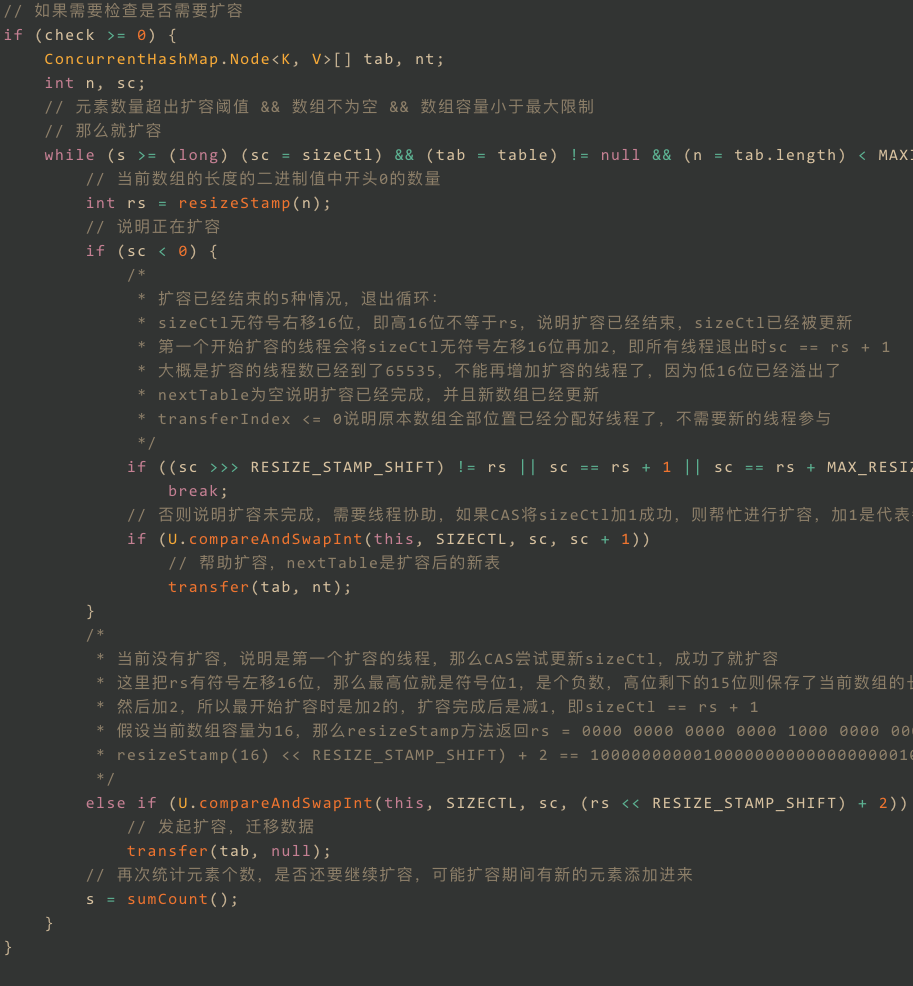 // 如果需要检查是否需要扩容
if (check >= 0) {
ConcurrentHashMap.Node<K, V>[] tab, nt;
int n, sc;
// 元素数量超出扩容阈值 && 数组不为空 && 数组容量小于最大限制
// 那么就扩容
while (s >= (long) (sc = sizeCtl) && (tab = table) != null && (n = tab.length) < MAXI
// 当前数组的长度的二进制值中开头0的数量
int rs = resizeStamp(n);
// 说明正在扩容
if (sc < 0) {
/*
* 扩容已经结束的5种情况，退出循环：
* sizeCtl无符号右移16位，即高16位不等于rs，说明扩容已经结束，sizeCtl已经被更新
* 第一个开始扩容的线程会将sizeCtl无符号左移16位再加2，即所有线程退出时sc == rs + 1
* 大概是扩容的线程数已经到了65535，不能再增加扩容的线程了，因为低16位已经溢出了
* nextTable为空说明扩容已经完成，并且新数组已经更新
* transferIndex <= 0说明原本数组全部位置已经分配好线程了，不需要新的线程参与
*/
if ((sc >>> RESIZE_STAMP_SHIFT) != rs || sc == rs + 1 || sc == rs + MAX_RESIZ
break;
// 否则说明扩容未完成，需要线程协助，如果CAS将sizeCtl加1成功，则帮忙进行扩容，加1是代表
if (U.compareAndSwapInt(this, SIZECTL, sc, sc + 1))
// 帮助扩容，nextTable是扩容后的新表
transfer(tab, nt);
}
/*
* 当前没有扩容，说明是第一个扩容的线程，那么CAS尝试更新sizeCtl，成功了就扩容
* 这里把rs有符号左移16位，那么最高位就是符号位1，是个负数，高位剩下的15位则保存了当前数组的长
* 然后加2，所以最开始扩容时是加2的，扩容完成后是减1，即sizeCtl == rs + 1
* 假设当前数组容量为16，那么resizeStamp方法返回rs = 0000 0000 0000 0000 1000 0000 000
* resizeStamp(16) << RESIZE_STAMP_SHIFT) + 2 == 10000000000100000000000000000010
*/
else if (U.compareAndSwapInt(this, SIZECTL, sc, (rs << RESIZE_STAMP_SHIFT) + 2))
// 发起扩容，迁移数据
transfer(tab, null);
// 再次统计元素个数，是否还要继续扩容，可能扩容期间有新的元素添加进来
s = sumCount();
}
}